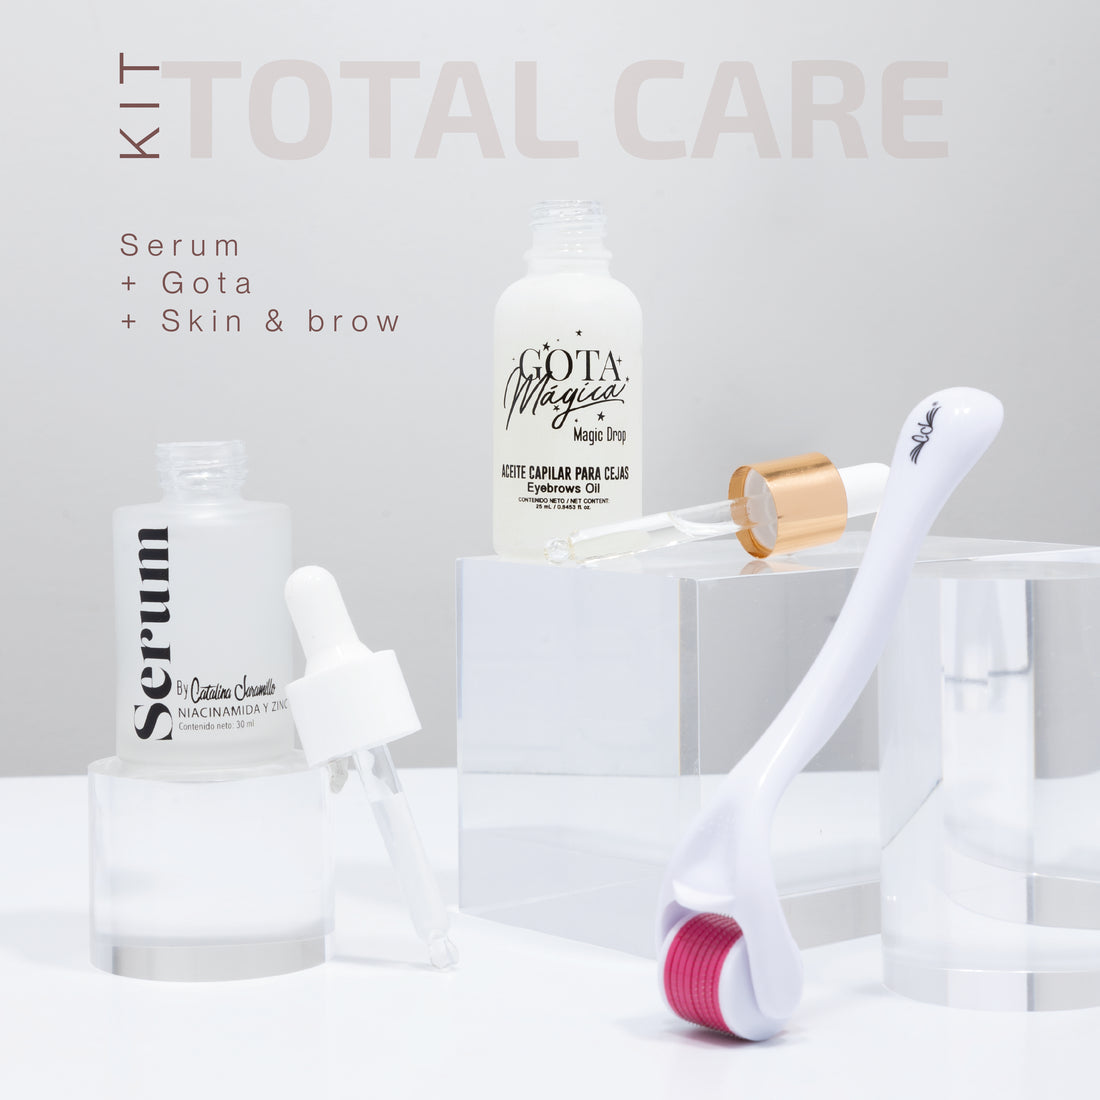 KIT
TOTAL CARE
Serum
+ Gota
+ Skin & brow
GOTA
Mágica
Magic Drop
ACEITE CAPILAR PARA CEJAS
Eyebrows Oil
CONTENIDO NETO / NET CONTENT:
25 mL / 0.8453 fl oz.
Serum
By Catalina Jaramillo
NIACINAMIDA Y ZINC
Contenido neto: 30 ml